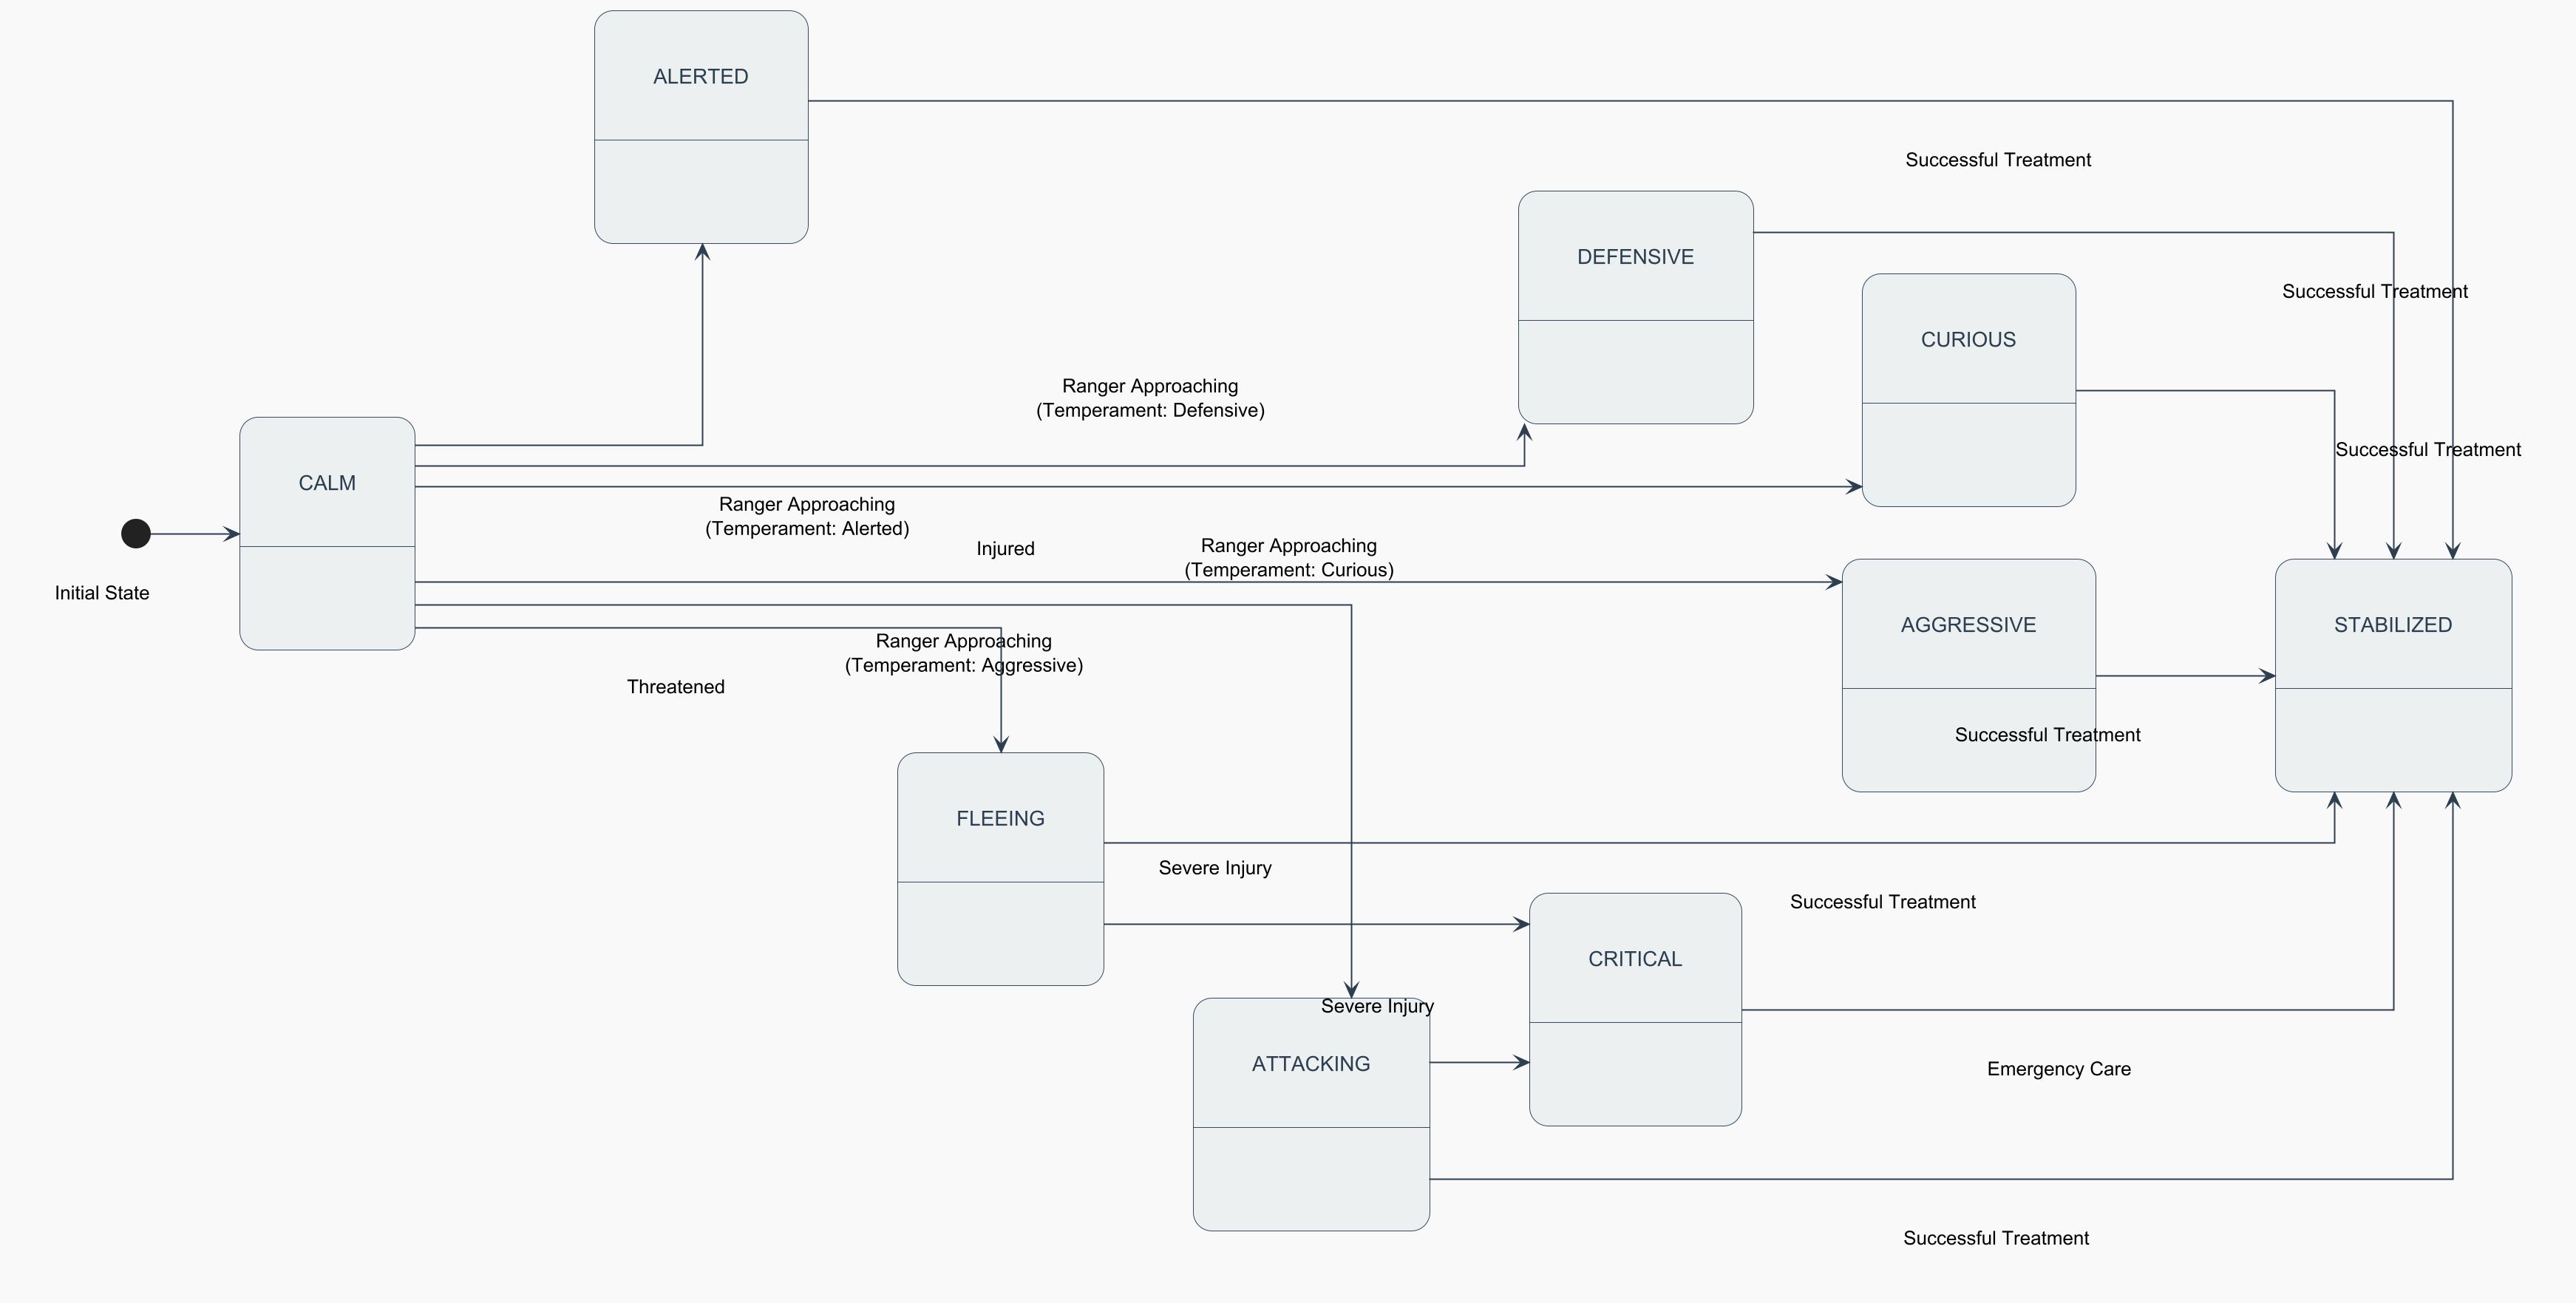 ALERTED
Successful Treatment
DEFENSIVE
Successful Treatment
CURIOUS
Ranger Approaching
(Temperament: Defensive)
Successful Treatment
CALM
Ranger Approaching
(Temperament: Alerted)
Injured
Ranger Approaching
(Temperament: Curious)
Initial State
AGGRESSIVE
STABILIZED
Ranger Approaching
(Temperament: Aggressive)
Threatened
Successful Treatment
FLEEING
Severe Injury
Successful Treatment
CRITICAL
Severe Injury
ATTACKING
Emergency Care
Successful Treatment